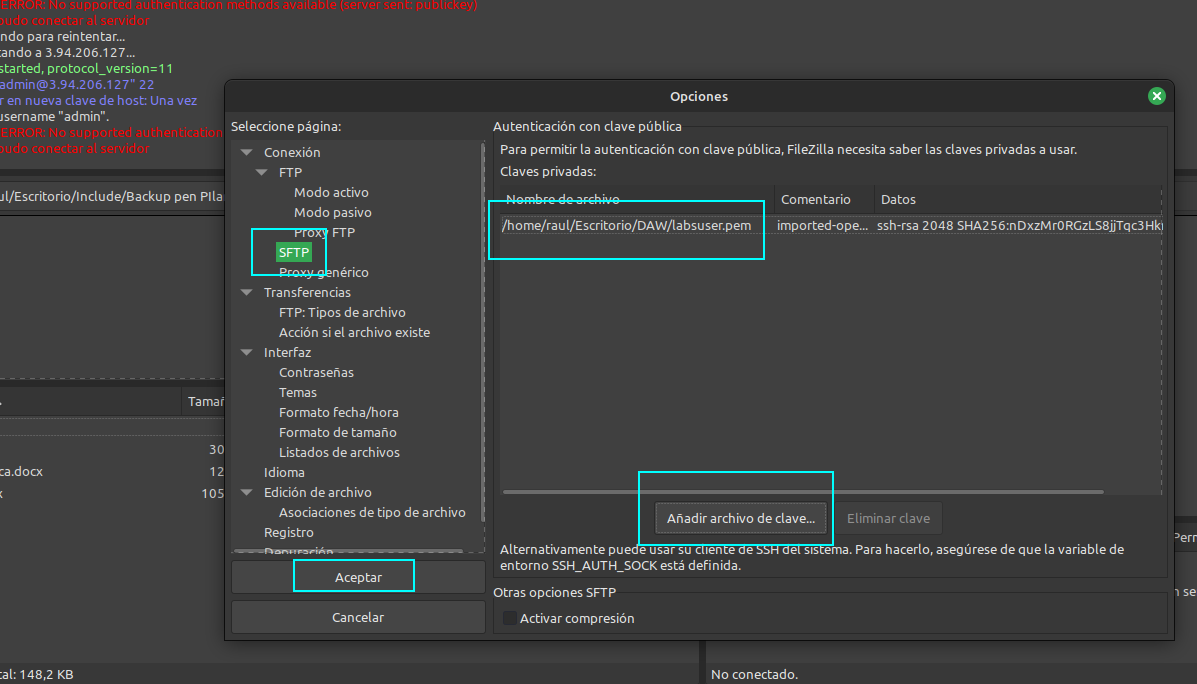 ERROR: No supported authentication methods available (server sent: publickey)
pudo conectar al servidor
ndo para reintentar...
tando a 3.94.206.127...
started, protocol_version=11
admin@3.94.206.127" 22
r en nueva clave de host: Una vez
username "admin".
ERROR: No supported authentication
pudo conectar al servidor
ul/Escritorio/Include/Backup pen PIla
Tamañ
30
ca.docx 12
x 105
tal: 148,2 KB
Opciones
Seleccione página:
Conexión
FTP
Modo activo
Modo pasivo
Proxy FTP
SFTP
Proxy genérico
Transferencias
FTP: Tipos de archivo
Acción si el archivo existe
Interfaz
Contraseñas
Temas
Formato fecha/hora
Formato de tamaño
Listados de archivos
Idioma
Edición de archivo
Asociaciones de tipo de archivo
Registro
Depuración
Aceptar
Cancelar
Autenticación con clave pública
Para permitir la autenticación con clave pública, FileZilla necesita saber las claves privadas a usar.
Claves privadas:
Nombre de archivo Comentario Datos
/home/raul/Escritorio/DAW/labsuser.pem imported-ope... ssh-rsa 2048 SHA256:nDxzMr0RGzLS8jjTqc3Hk
Añadir archivo de clave... Eliminar clave
Alternativamente puede usar su cliente de SSH del sistema. Para hacerlo, asegúrese de que la variable de
entorno SSH_AUTH_SOCK está definida.
Otras opciones SFTP
Activar compresión
Perr
n se
No conectado.